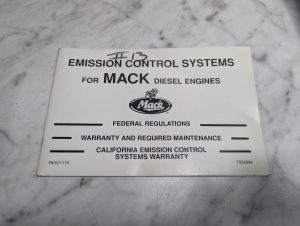 II 13
EMISSION CONTROL SYSTEMS
FOR MACK DIESEL ENGINES
Mack
FEDERAL REGULATIONS
WARRANTY AND REQUIRED MAINTENANCE
CALIFORNIA EMISSION CONTROL
SYSTEMS WARRANTY